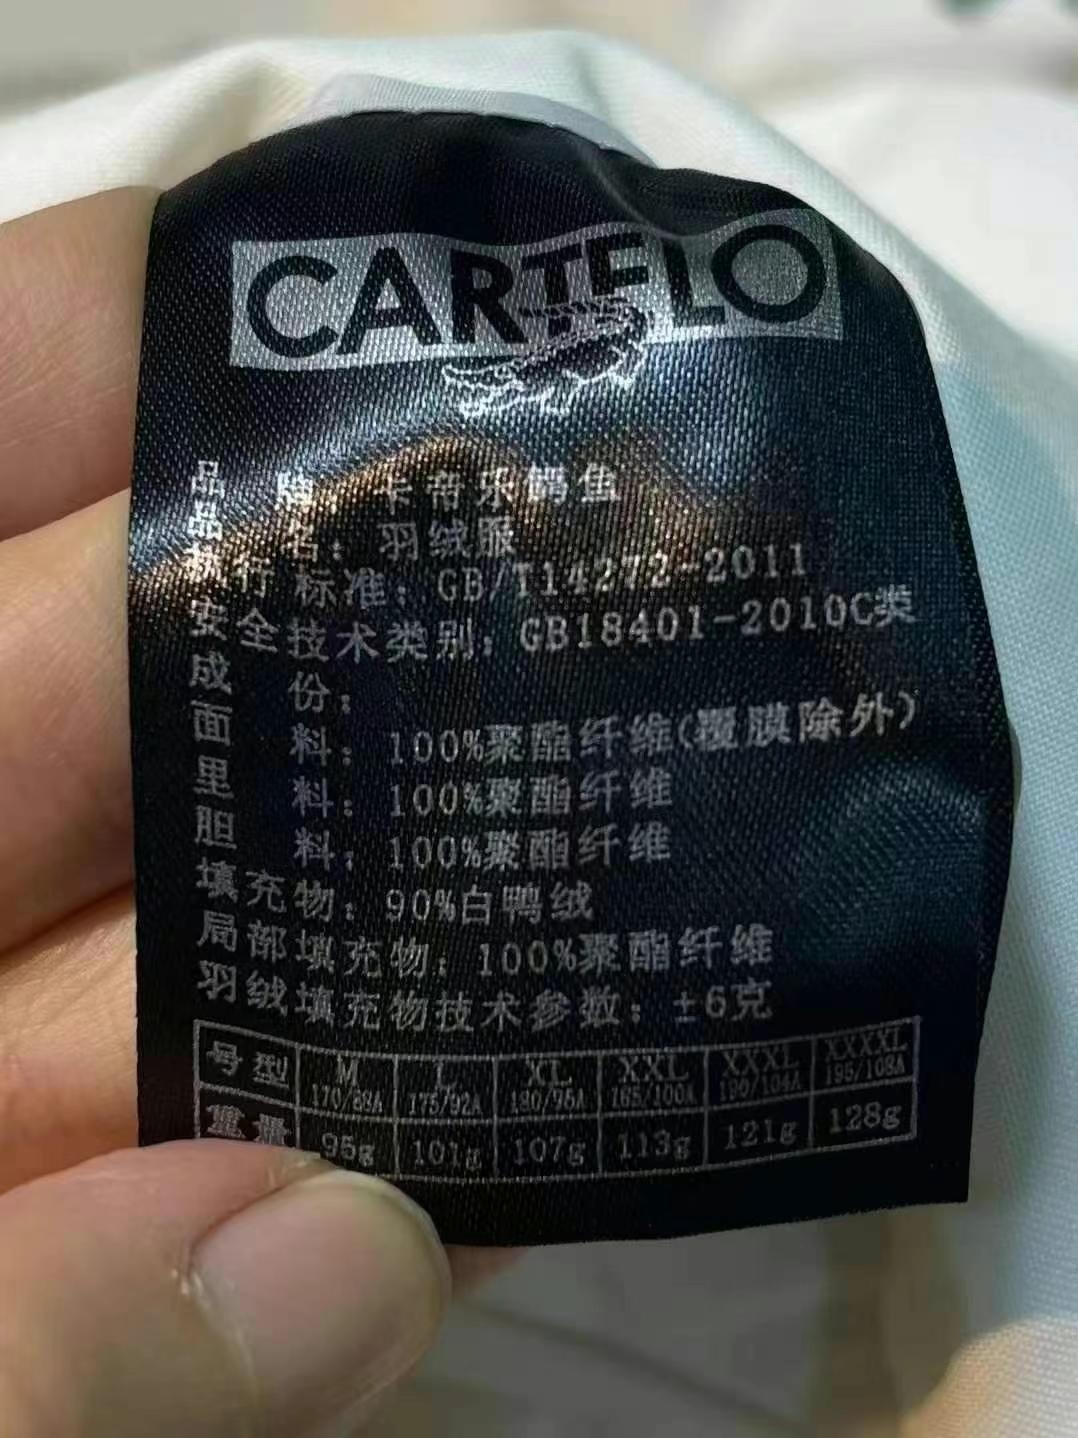 CARTELO
品 牌：卡帝乐鳄鱼
品 名：羽绒服
执行标准：GB/T14272-2011
安全技术类别：GB18401-2010C类
成 份：
面 料：100%聚酯纤维(覆膜除外)
里 料：100%聚酯纤维
胆 料：100%聚酯纤维
填充物：90%白鸭绒
局部填充物：100%聚酯纤维
羽绒填充物技术参数：±6克
号型 M L XL XXL XXXL XXXXL
170/88A 175/92A 180/96A 185/100A 190/104A 195/108A
重量 95g 101g 107g 113g 121g 128g